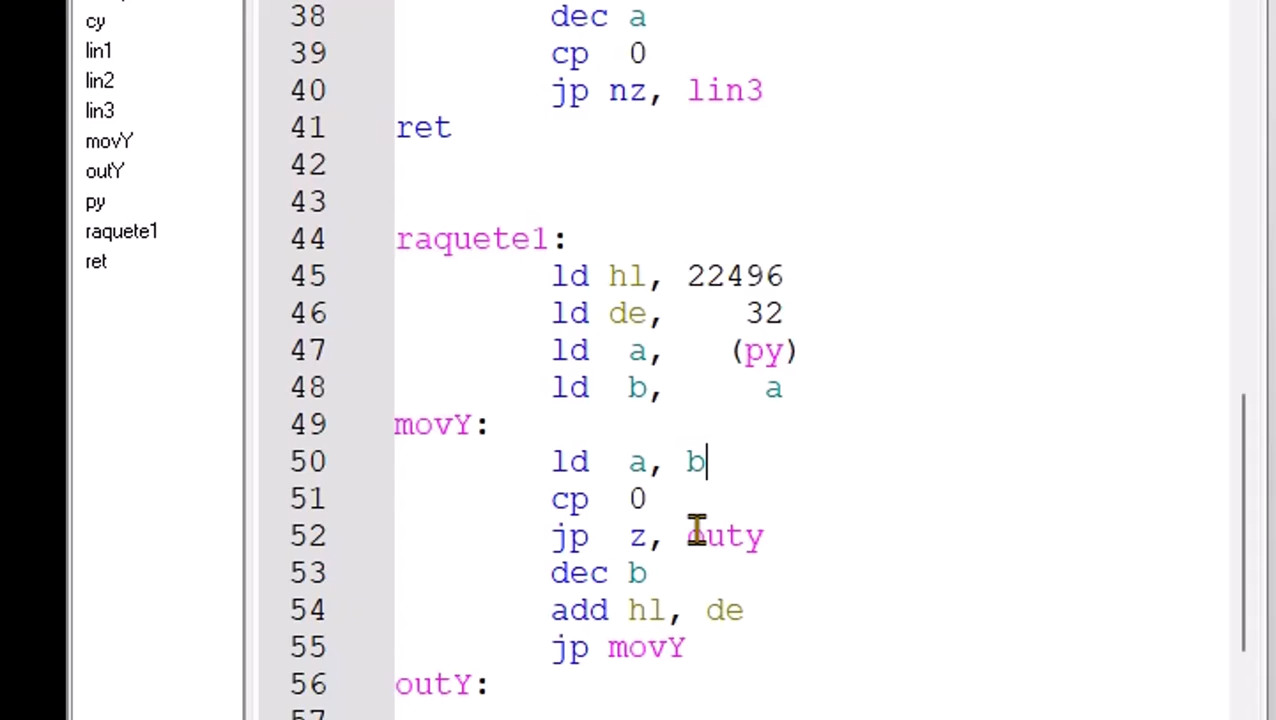 cy
lin1
lin2
lin3
movY
outY
py
raquete1
ret
38 dec a
39 cp 0
40 jp nz, lin3
41 ret
42
43
44 raquete1:
45 ld hl, 22496
46 ld de, 32
47 ld a, (py)
48 ld b, a
49 movY:
50 ld a, b
51 cp 0
52 jp z, outy
53 dec b
54 add hl, de
55 jp movY
56 outY: